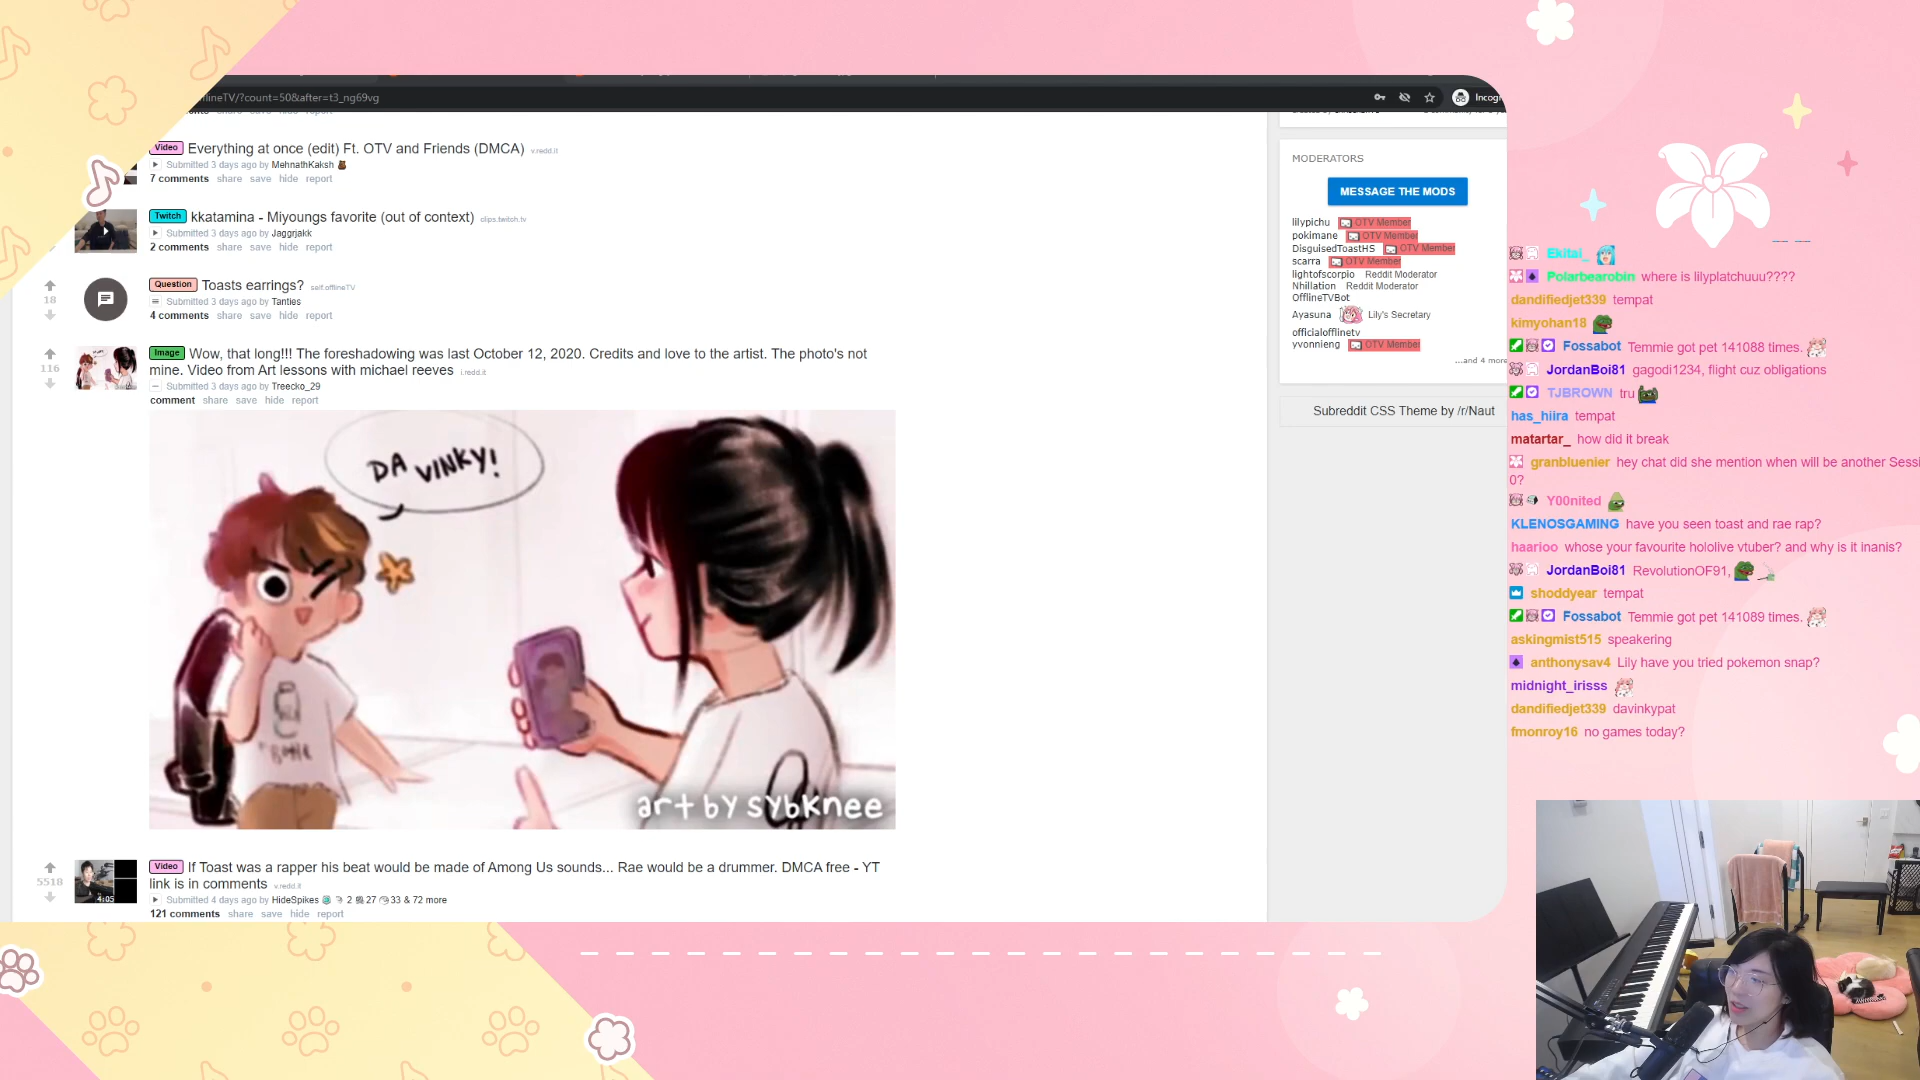 lineTV/?count=50&after=t3_ng69vg
Incog
Video Everything at once (edit) Ft. OTV and Friends (DMCA) v.redd.it
Submitted 3 days ago by MehnathKaksh
7 comments share save hide report
Twitch kkatamina - Miyoungs favorite (out of context) clips.twitch.tv
Submitted 3 days ago by Jaggrjakk
2 comments share save hide report
18
Question Toasts earrings? self.offlineTV
Submitted 3 days ago by Tanties
4 comments share save hide report
116
Image Wow, that long!!! The foreshadowing was last October 12, 2020. Credits and love to the artist. The photo's not
mine. Video from Art lessons with michael reeves i.redd.it
Submitted 3 days ago by Treecko_29
comment share save hide report
DA VINKY!
art by sybknee
5518
4:05
Video If Toast was a rapper his beat would be made of Among Us sounds... Rae would be a drummer. DMCA free - YT
link is in comments v.redd.it
Submitted 4 days ago by HideSpikes 2 27 33 & 72 more
121 comments share save hide report
MODERATORS
MESSAGE THE MODS
lilypichu OTV Member
pokimane OTV Member
DisguisedToastHS OTV Member
scarra OTV Member
lightofscorpio Reddit Moderator
Nhillation Reddit Moderator
OfflineTVBot
Ayasuna Lily's Secretary
officialofflinetv
yvonnieng OTV Member
...and 4 more
Subreddit CSS Theme by /r/Naut
Ekital_
Polarbearobin where is lilyplatchuuu????
dandifiedjet339 tempat
kimyohan18
Fossabot Temmie got pet 141088 times.
JordanBoi81 gagodi1234, flight cuz obligations
TJBROWN tru
has_hiira tempat
matartar_ how did it break
granbluenier hey chat did she mention when will be another Sessi
0?
Y00nited
KLENOSGAMING have you seen toast and rae rap?
haarioo whose your favourite hololive vtuber? and why is it inanis?
JordanBoi81 RevolutionOF91,
shoddyear tempat
Fossabot Temmie got pet 141089 times.
askingmist515 speakering
anthonysav4 Lily have you tried pokemon snap?
midnight_irisss
dandifiedjet339 davinkypat
fmonroy16 no games today?